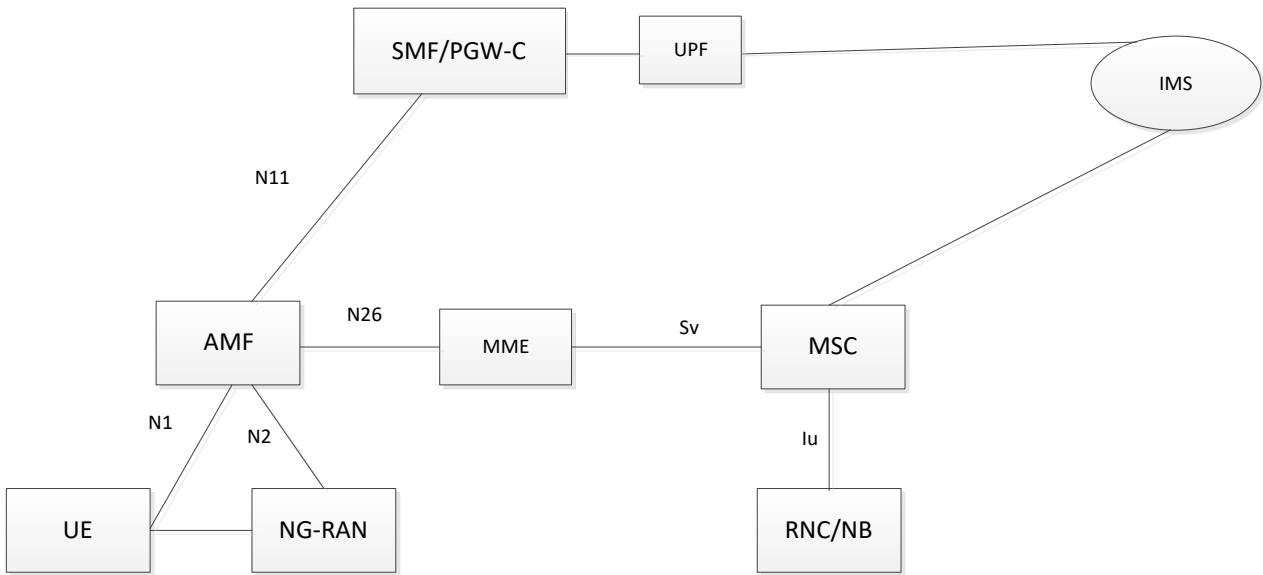 SMF/PGW-C
UPF
IMS
N11
AMF
N26
MME
Sv
MSC
N1
N2
Iu
UE
NG-RAN
RNC/NB